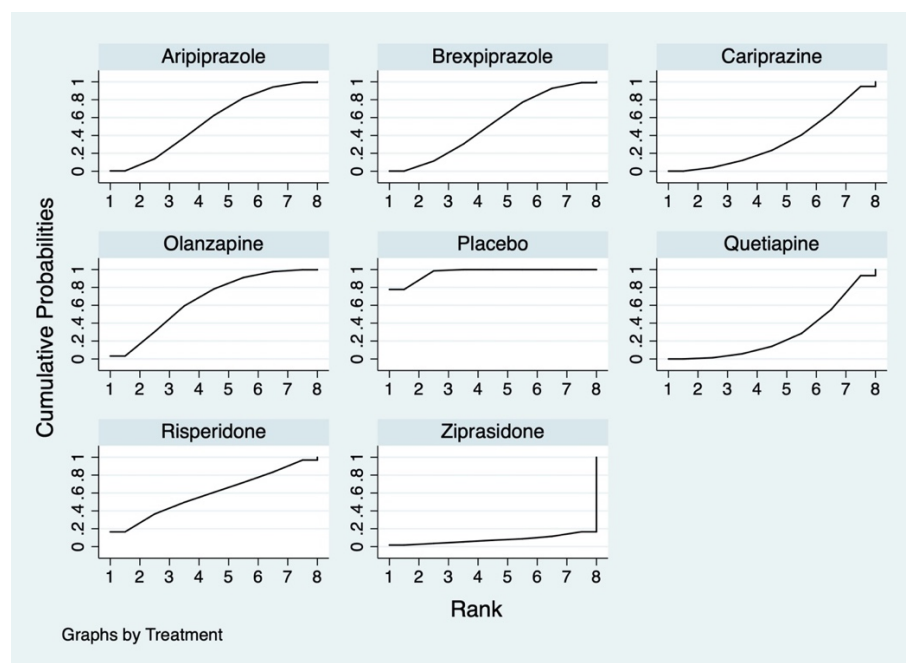 Aripiprazole
Brexpiprazole
Cariprazine
0 .2 .4 .6 .8 1
1 2 3 4 5 6 7 8
1 2 3 4 5 6 7 8
1 2 3 4 5 6 7 8
0 .2 .4 .6 .8 1
0 .2 .4 .6 .8 1
Olanzapine
Placebo
Quetiapine
0 .2 .4 .6 .8 1
0 .2 .4 .6 .8 1
0 .2 .4 .6 .8 1
1 2 3 4 5 6 7 8
1 2 3 4 5 6 7 8
1 2 3 4 5 6 7 8
Risperidone
Ziprasidone
0 .2 .4 .6 .8 1
0 .2 .4 .6 .8 1
1 2 3 4 5 6 7 8
1 2 3 4 5 6 7 8
Cumulative Probabilities
Rank
Graphs by Treatment